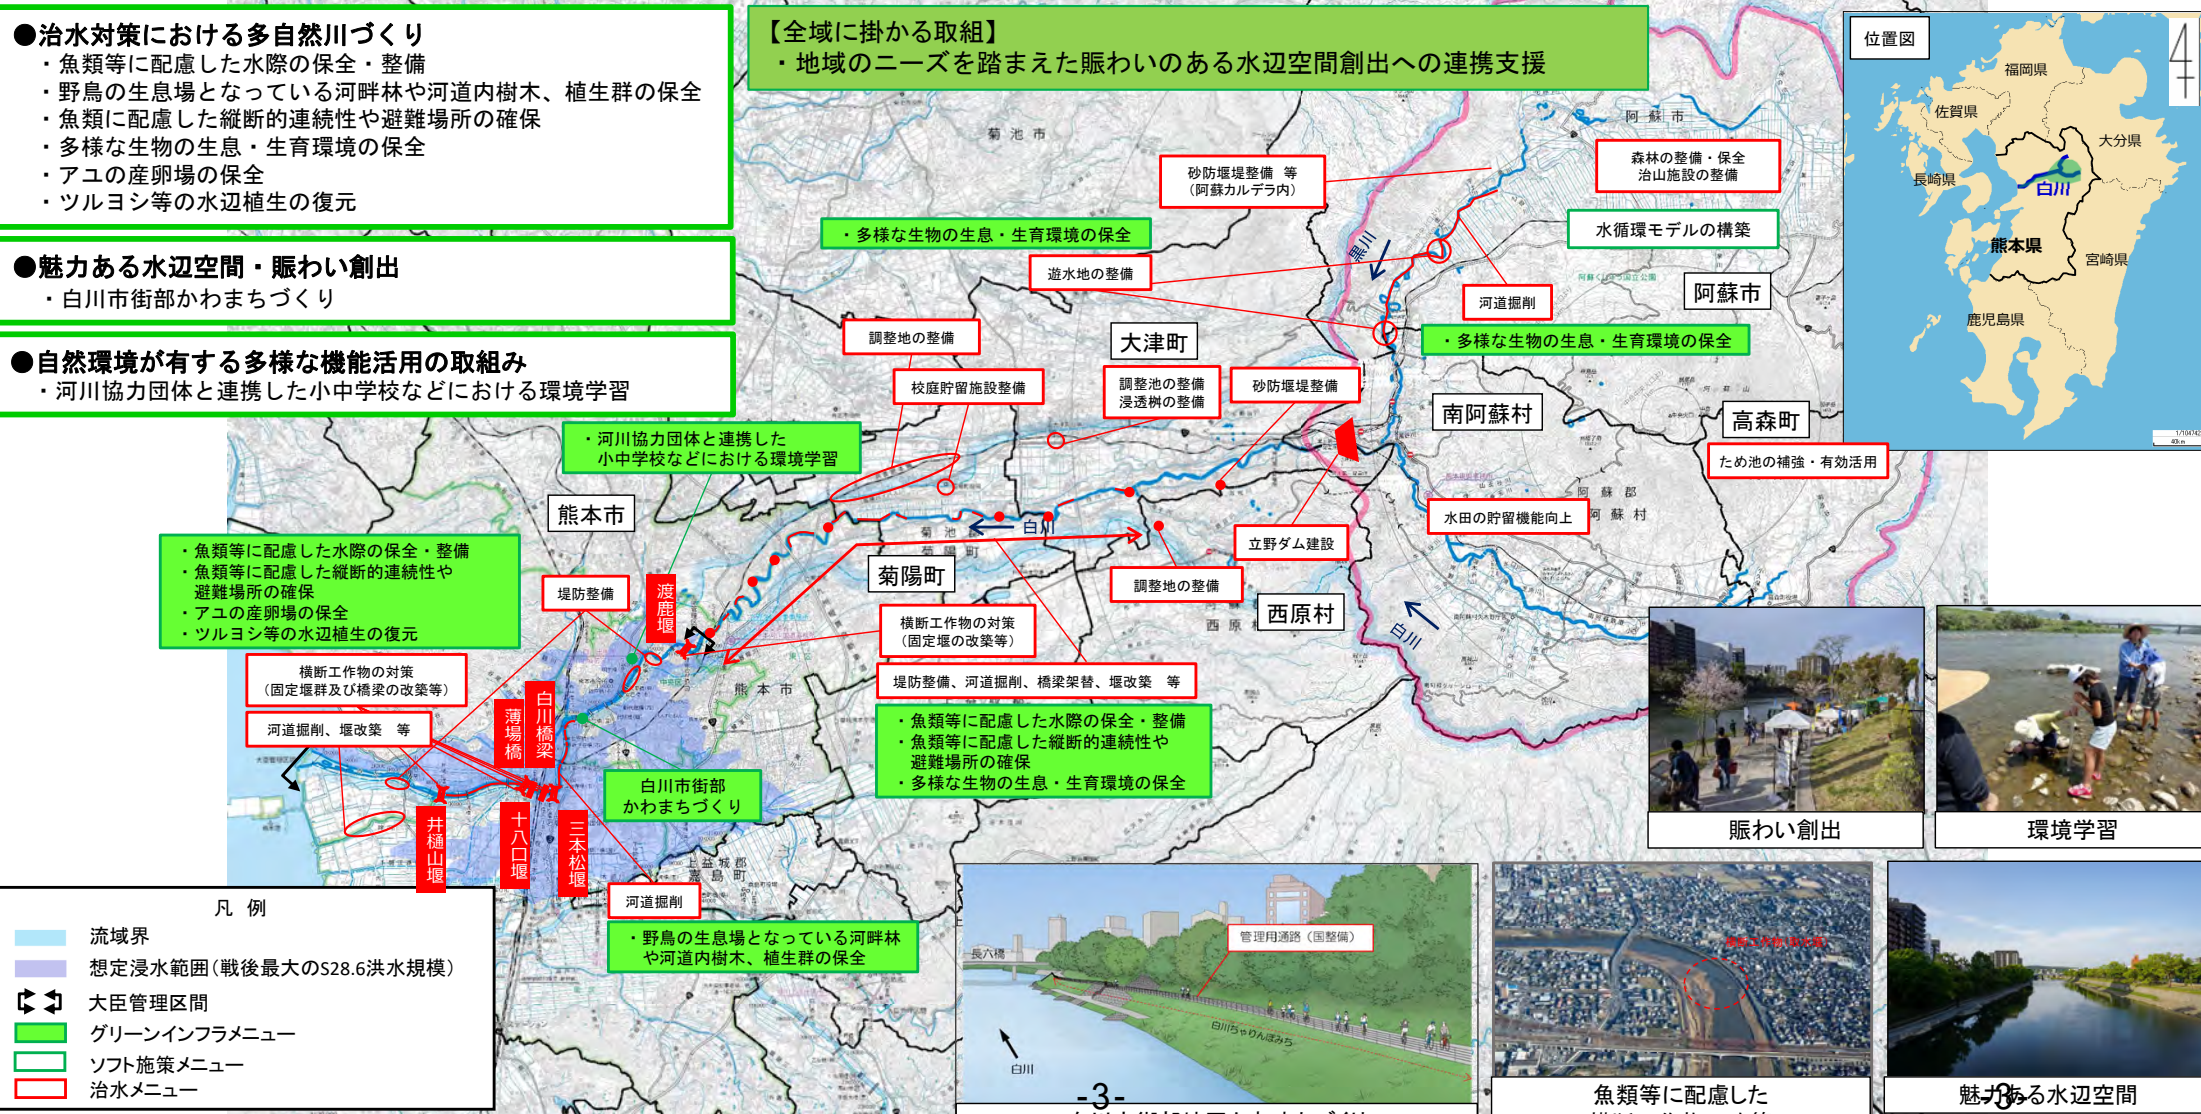 ●治水対策における多自然川づくり
・魚類等に配慮した水際の保全・整備
・野鳥の生息場となっている河畔林や河道内樹木、植生群の保全
・魚類に配慮した縦断的連続性や避難場所の確保
・多様な生物の生息・生育環境の保全
・アユの産卵場の保全
・ツルヨシ等の水辺植生の復元
●魅力ある水辺空間・賑わい創出
・白川市街部かわまちづくり
●自然環境が有する多様な機能活用の取組み
・河川協力団体と連携した小中学校などにおける環境学習
【全域に掛かる取組】
・地域のニーズを踏まえた賑わいのある水辺空間創出への連携支援
位置図
福岡県
佐賀県
大分県
長崎県
白川
熊本県
宮崎県
鹿児島県
菊池市
阿蘇市
砂防堰堤整備 等
(阿蘇カルデラ内)
森林の整備・保全
治山施設の整備
水循環モデルの構築
・多様な生物の生息・生育環境の保全
黒川
遊水地の整備
河道掘削
阿蘇市
・多様な生物の生息・生育環境の保全
調整地の整備
大津町
校庭貯留施設整備
調整池の整備
浸透桝の整備
砂防堰堤整備
南阿蘇村
高森町
ため池の補強・有効活用
・河川協力団体と連携した
小中学校などにおける環境学習
熊本市
水田の貯留機能向上
阿蘇郡
白川
立野ダム建設
菊陽町
調整地の整備
西原村
白川
・魚類等に配慮した水際の保全・整備
・魚類等に配慮した縦断的連続性や
避難場所の確保
・アユの産卵場の保全
・ツルヨシ等の水辺植生の復元
堤防整備
渡鹿堰
横断工作物の対策
(固定堰の改築等)
堤防整備、河道掘削、橋梁架替、堰改築 等
・魚類等に配慮した水際の保全・整備
・魚類等に配慮した縦断的連続性や
避難場所の確保
・多様な生物の生息・生育環境の保全
横断工作物の対策
(固定堰群及び橋梁の改築等)
河道掘削、堰改築 等
熊本市
薄場橋
白川橋梁
白川市街部
かわまちづくり
井樋山堰
十八口堰
三本松堰
上益城郡
嘉島町
河道掘削
・野鳥の生息場となっている河畔林
や河道内樹木、植生群の保全
凡 例
流域界
想定浸水範囲(戦後最大のS28.6洪水規模)
大臣管理区間
グリーンインフラメニュー
ソフト施策メニュー
治水メニュー
賑わい創出
環境学習
長六橋
管理用通路(国整備)
白川ちゃりんぽみち
白川
魚類等に配慮した
魅力ある水辺空間
-3-
-3-